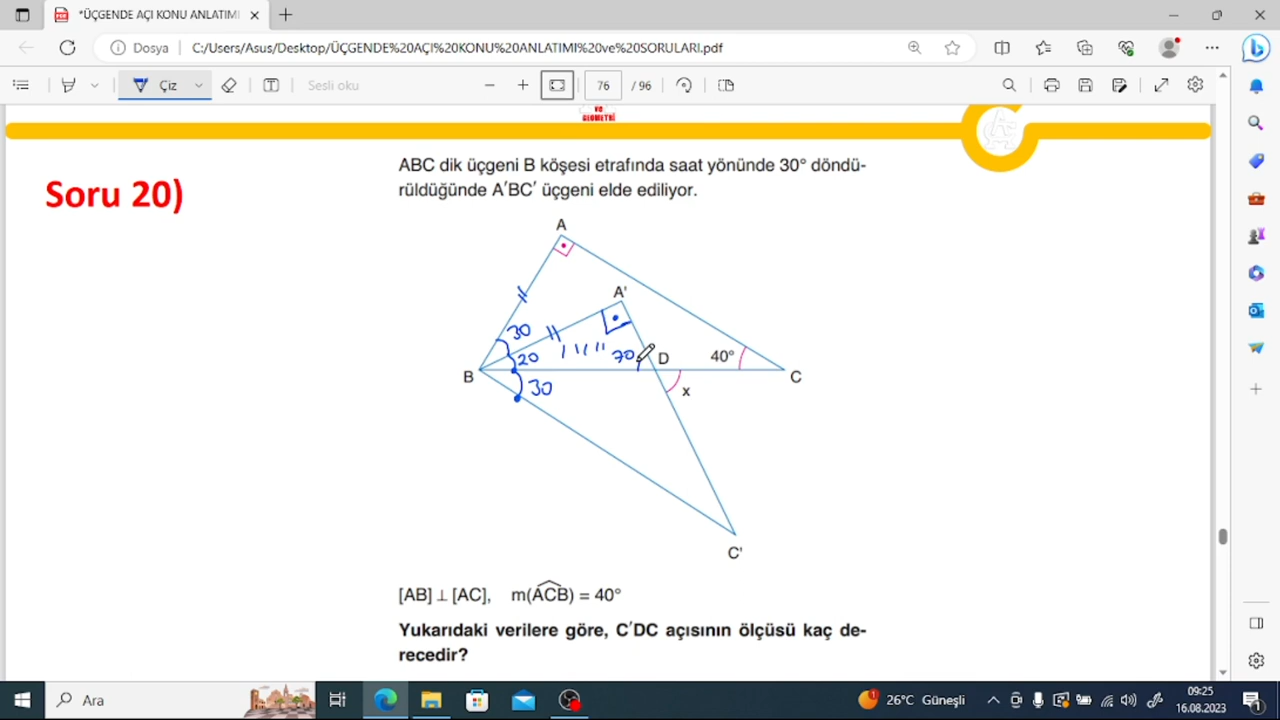 *ÜÇGENDE AÇI KONU ANLATIMI
Dosya
C:/Users/Asus/Desktop/ÜÇGENDE%20AÇI%20KONU%20ANLATIMI%20ve%20SORULARI.pdf
Çiz
Sesli oku
76 / 96
VE
GEOMETRİ
Soru 20)
ABC dik üçgeni B köşesi etrafında saat yönünde 30° döndü-
rüldüğünde A'BC' üçgeni elde ediliyor.
A
A'
30
20
70
D
40°
B
C
30
x
C'
[AB] ⊥ [AC], m(ACB) = 40°
Yukarıdaki verilere göre, C'DC açısının ölçüsü kaç de-
recedir?
Ara
26°C Güneşli
09:25
16.08.2023